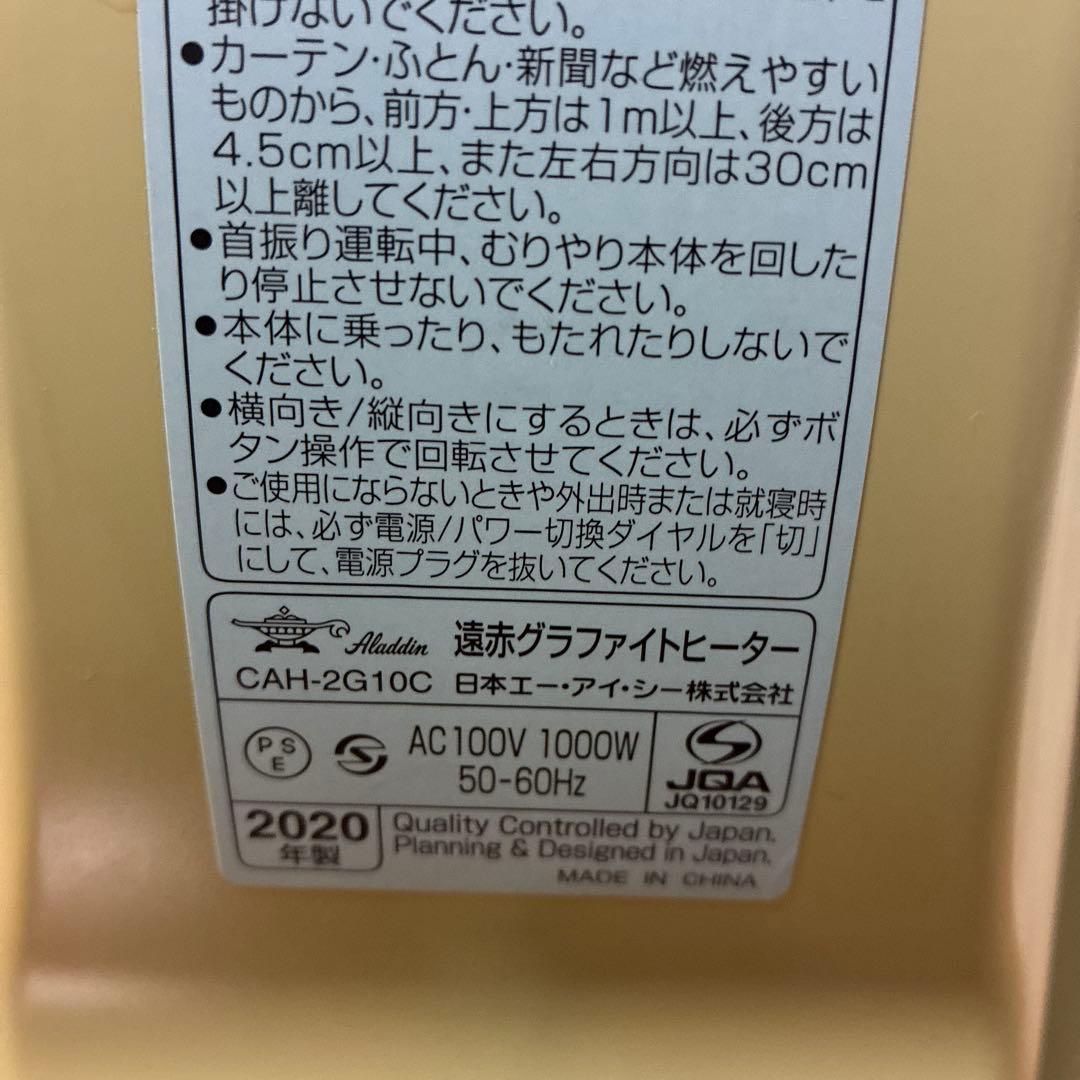 掛けないでください。
●カーテン・ふとん・新聞など燃えやすい
ものから、前方・上方は1m以上、後方は
4.5cm以上、また左右方向は30cm
以上離してください。
●首振り運転中、むりやり本体を回した
り停止させないでください。
●本体に乗ったり、もたれたりしないで
ください。
●横向き/縦向きにするときは、必ずボ
タン操作で回転させてください。
●ご使用にならないときや外出時または就寝時
には、必ず電源/パワー切換ダイヤルを「切」
にして、電源プラグを抜いてください。
Aladdin 遠赤グラファイトヒーター
CAH-2G10C 日本エー・アイ・シー株式会社
PSE AC100V 1000W
50-60Hz
JQA
JQ10129
2020
年製
Quality Controlled by Japan.
Planning & Designed in Japan.
MADE IN CHINA